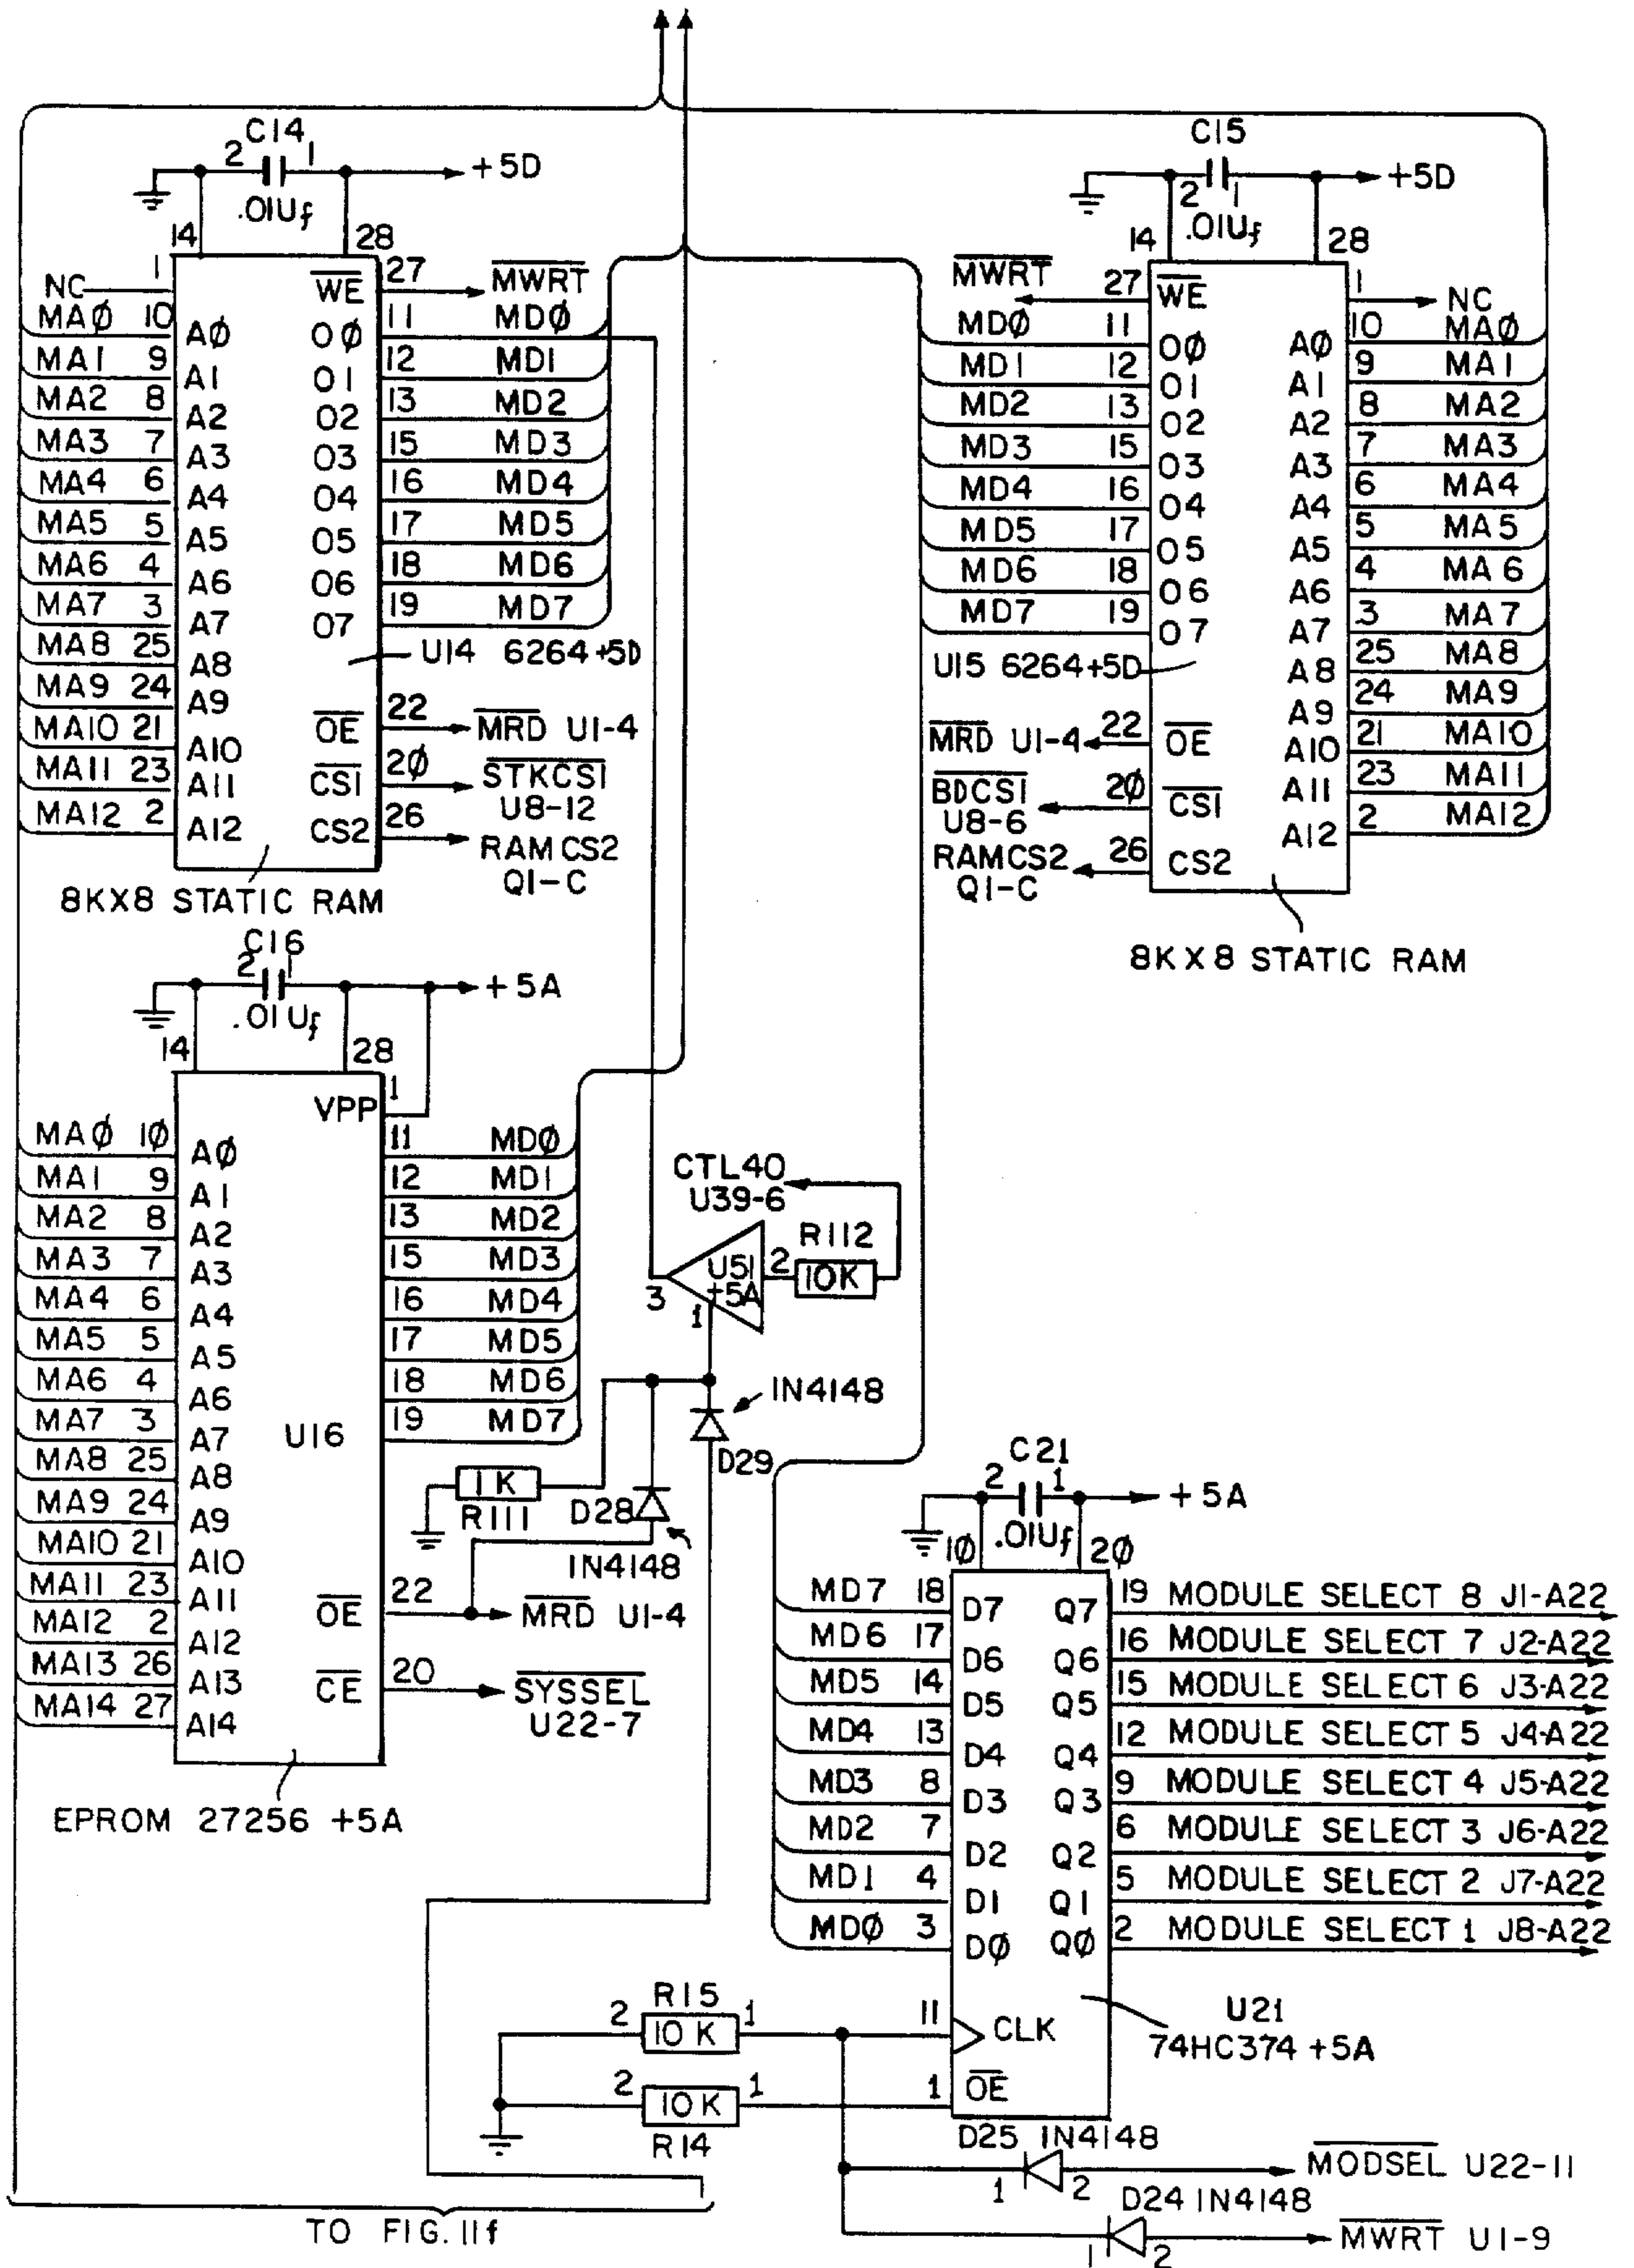 C14
2 1
+5D
.01Uf
14 28
1
NC
WE 27 MWRT
MAØ 10 AØ
OØ 11 MDØ
MA1 9 A1
O1 12 MD1
MA2 8 A2
O2 13 MD2
MA3 7 A3
O3 15 MD3
MA4 6 A4
O4 16 MD4
MA5 5 A5
O5 17 MD5
MA6 4 A6
O6 18 MD6
MA7 3 A7
O7 19 MD7
MA8 25 A8
U14 6264+5D
MA9 24 A9
MA10 21 A10
OE 22 MRD U1-4
MA11 23 A11
CS1 2Ø STKCS1
U8-12
MA12 2 A12
CS2 26 RAMCS2
Q1-C
8KX8 STATIC RAM
C15
2 1
+5D
.01Uf
14 28
MWRT 27 WE
1 NC
MDØ 11 OØ
AØ 10 MAØ
MD1 12 O1
A1 9 MA1
MD2 13 O2
A2 8 MA2
MD3 15 O3
A3 7 MA3
MD4 16 O4
A4 6 MA4
MD5 17 O5
A5 5 MA5
MD6 18 O6
A6 4 MA6
MD7 19 O7
A7 3 MA7
U15 6264+5D
A8 25 MA8
A9 24 MA9
MRD U1-4 22 OE
A10 21 MA10
BDCS1 2Ø CS1
U8-6
A11 23 MA11
RAMCS2 26 CS2
Q1-C
A12 2 MA12
8KX8 STATIC RAM
C16
2 1
+5A
.01Uf
14 28
VPP 1
MAØ 1Ø AØ
11 MDØ
MA1 9 A1
12 MD1
MA2 8 A2
13 MD2
MA3 7 A3
15 MD3
MA4 6 A4
16 MD4
MA5 5 A5
17 MD5
MA6 4 A6
18 MD6
MA7 3 A7
19 MD7
U16
MA8 25 A8
MA9 24 A9
MA10 21 A10
MA11 23 A11
OE 22 MRD U1-4
MA12 2 A12
MA13 26 A13
CE 20 SYSSEL
U22-7
MA14 27 A14
EPROM 27256 +5A
CTL40
U39-6
R112
2 10K
U51
+5A
3 1
1N4148
D29
1K
R111
D28
1N4148
C21
2 1
+5A
.01Uf
1Ø 2Ø
MD7 18 D7
Q7 19 MODULE SELECT 8 J1-A22
MD6 17 D6
Q6 16 MODULE SELECT 7 J2-A22
MD5 14 D5
Q5 15 MODULE SELECT 6 J3-A22
MD4 13 D4
Q4 12 MODULE SELECT 5 J4-A22
MD3 8 D3
Q3 9 MODULE SELECT 4 J5-A22
MD2 7 D2
Q2 6 MODULE SELECT 3 J6-A22
MD1 4 D1
Q1 5 MODULE SELECT 2 J7-A22
MDØ 3 DØ
QØ 2 MODULE SELECT 1 J8-A22
R15
2 10K 1
11 CLK
U21
74HC374 +5A
2 10K 1
R14
1 OE
D25 1N4148
1 2
MODSEL U22-11
D24 1N4148
1 2
MWRT U1-9
TO FIG. 11f